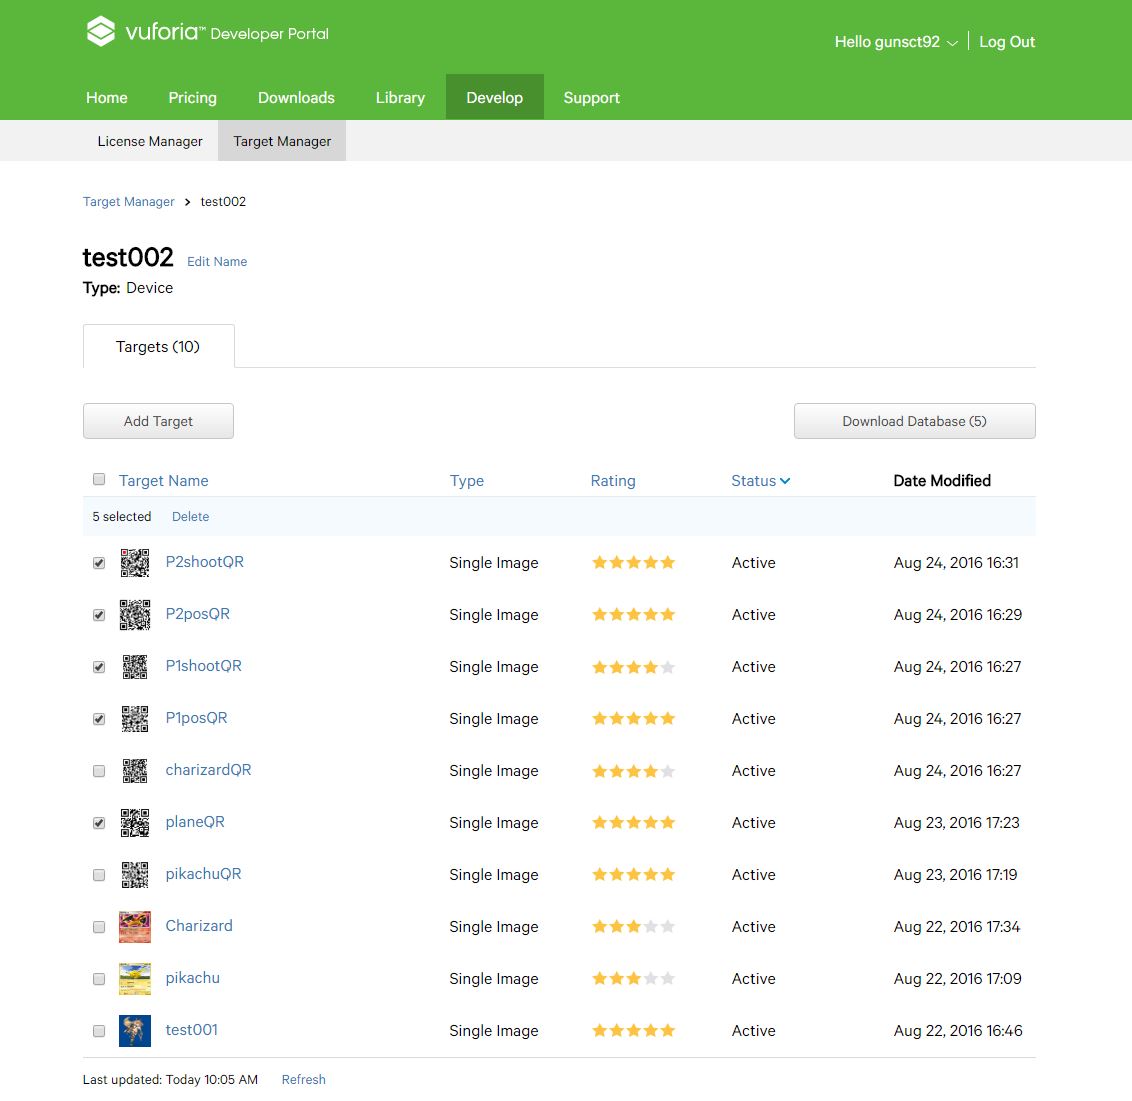 vuforia™ Developer Portal
Hello gunsct92 Log Out
Home Pricing Downloads Library Develop Support
License Manager Target Manager
Target Manager > test002
test002 Edit Name
Type: Device
Targets (10)
Add Target Download Database (5)
Target Name Type Rating Status Date Modified
5 selected Delete
P2shootQR Single Image Active Aug 24, 2016 16:31
P2posQR Single Image Active Aug 24, 2016 16:29
P1shootQR Single Image Active Aug 24, 2016 16:27
P1posQR Single Image Active Aug 24, 2016 16:27
charizardQR Single Image Active Aug 24, 2016 16:27
planeQR Single Image Active Aug 23, 2016 17:23
pikachuQR Single Image Active Aug 23, 2016 17:19
Charizard Single Image Active Aug 22, 2016 17:34
pikachu Single Image Active Aug 22, 2016 17:09
test001 Single Image Active Aug 22, 2016 16:46
Last updated: Today 10:05 AM Refresh